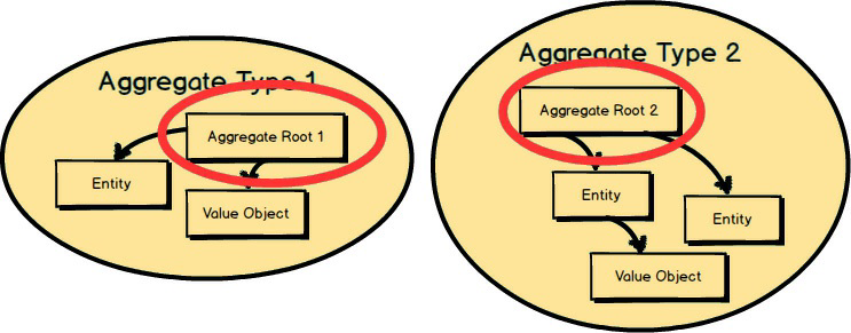 Aggregate Type 1
Aggregate Root 1
Entity
Value Object
Aggregate Type 2
Aggregate Root 2
Entity
Entity
Value Object